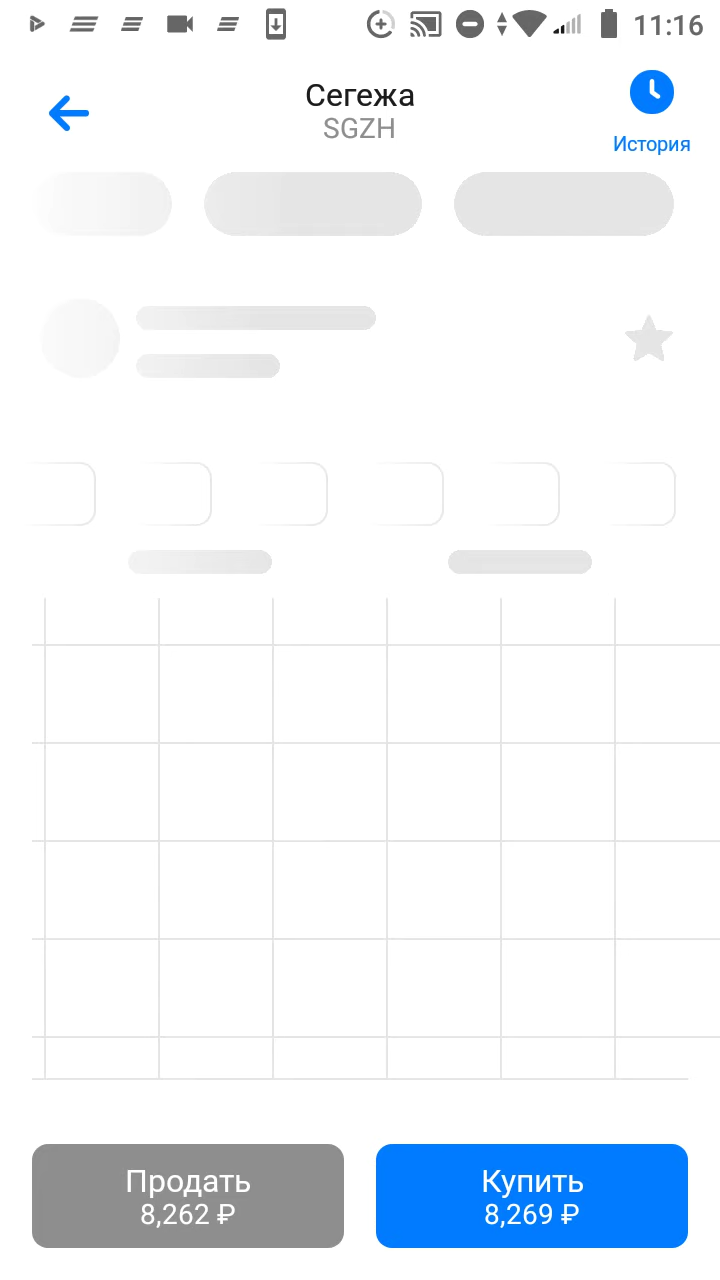 11:16
Сегежа
SGZH
История
Продать
8,262 ₽
Купить
8,269 ₽